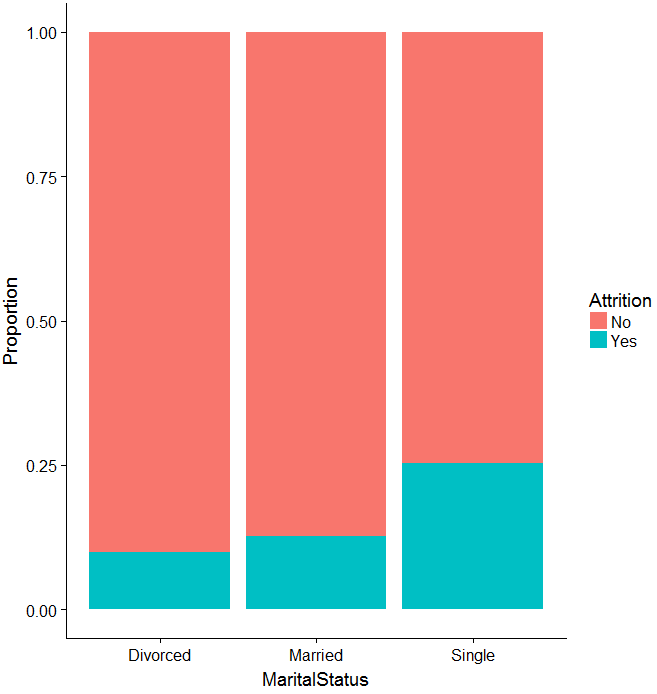 1.00
0.75
0.50
0.25
0.00
Proportion
Divorced
Married
Single
MaritalStatus
Attrition
No
Yes